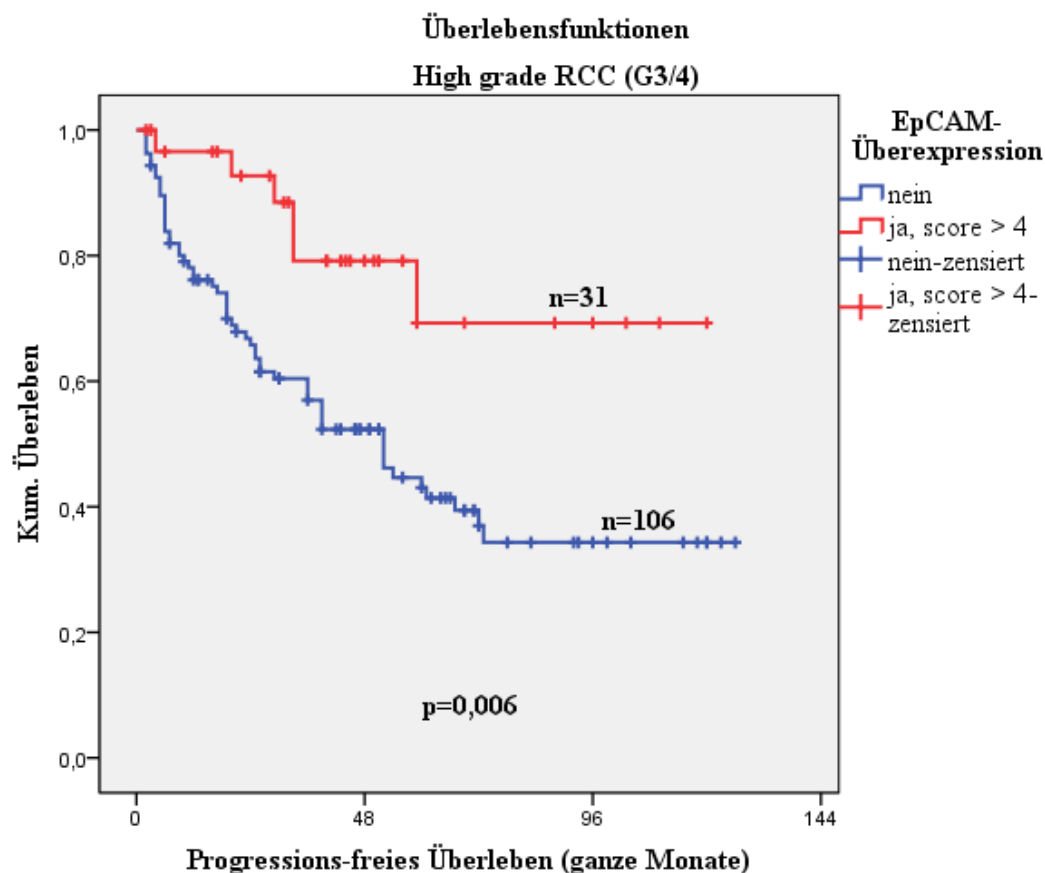 Überlebensfunktionen
High grade RCC (G3/4)
EpCAM-
Überexpression
nein
ja, score > 4
nein-zensiert
ja, score > 4-
zensiert
Kum. Überleben
1,0
0,8
0,6
0,4
0,2
0,0
n=31
n=106
p=0,006
0
48
96
144
Progressions-freies Überleben (ganze Monate)